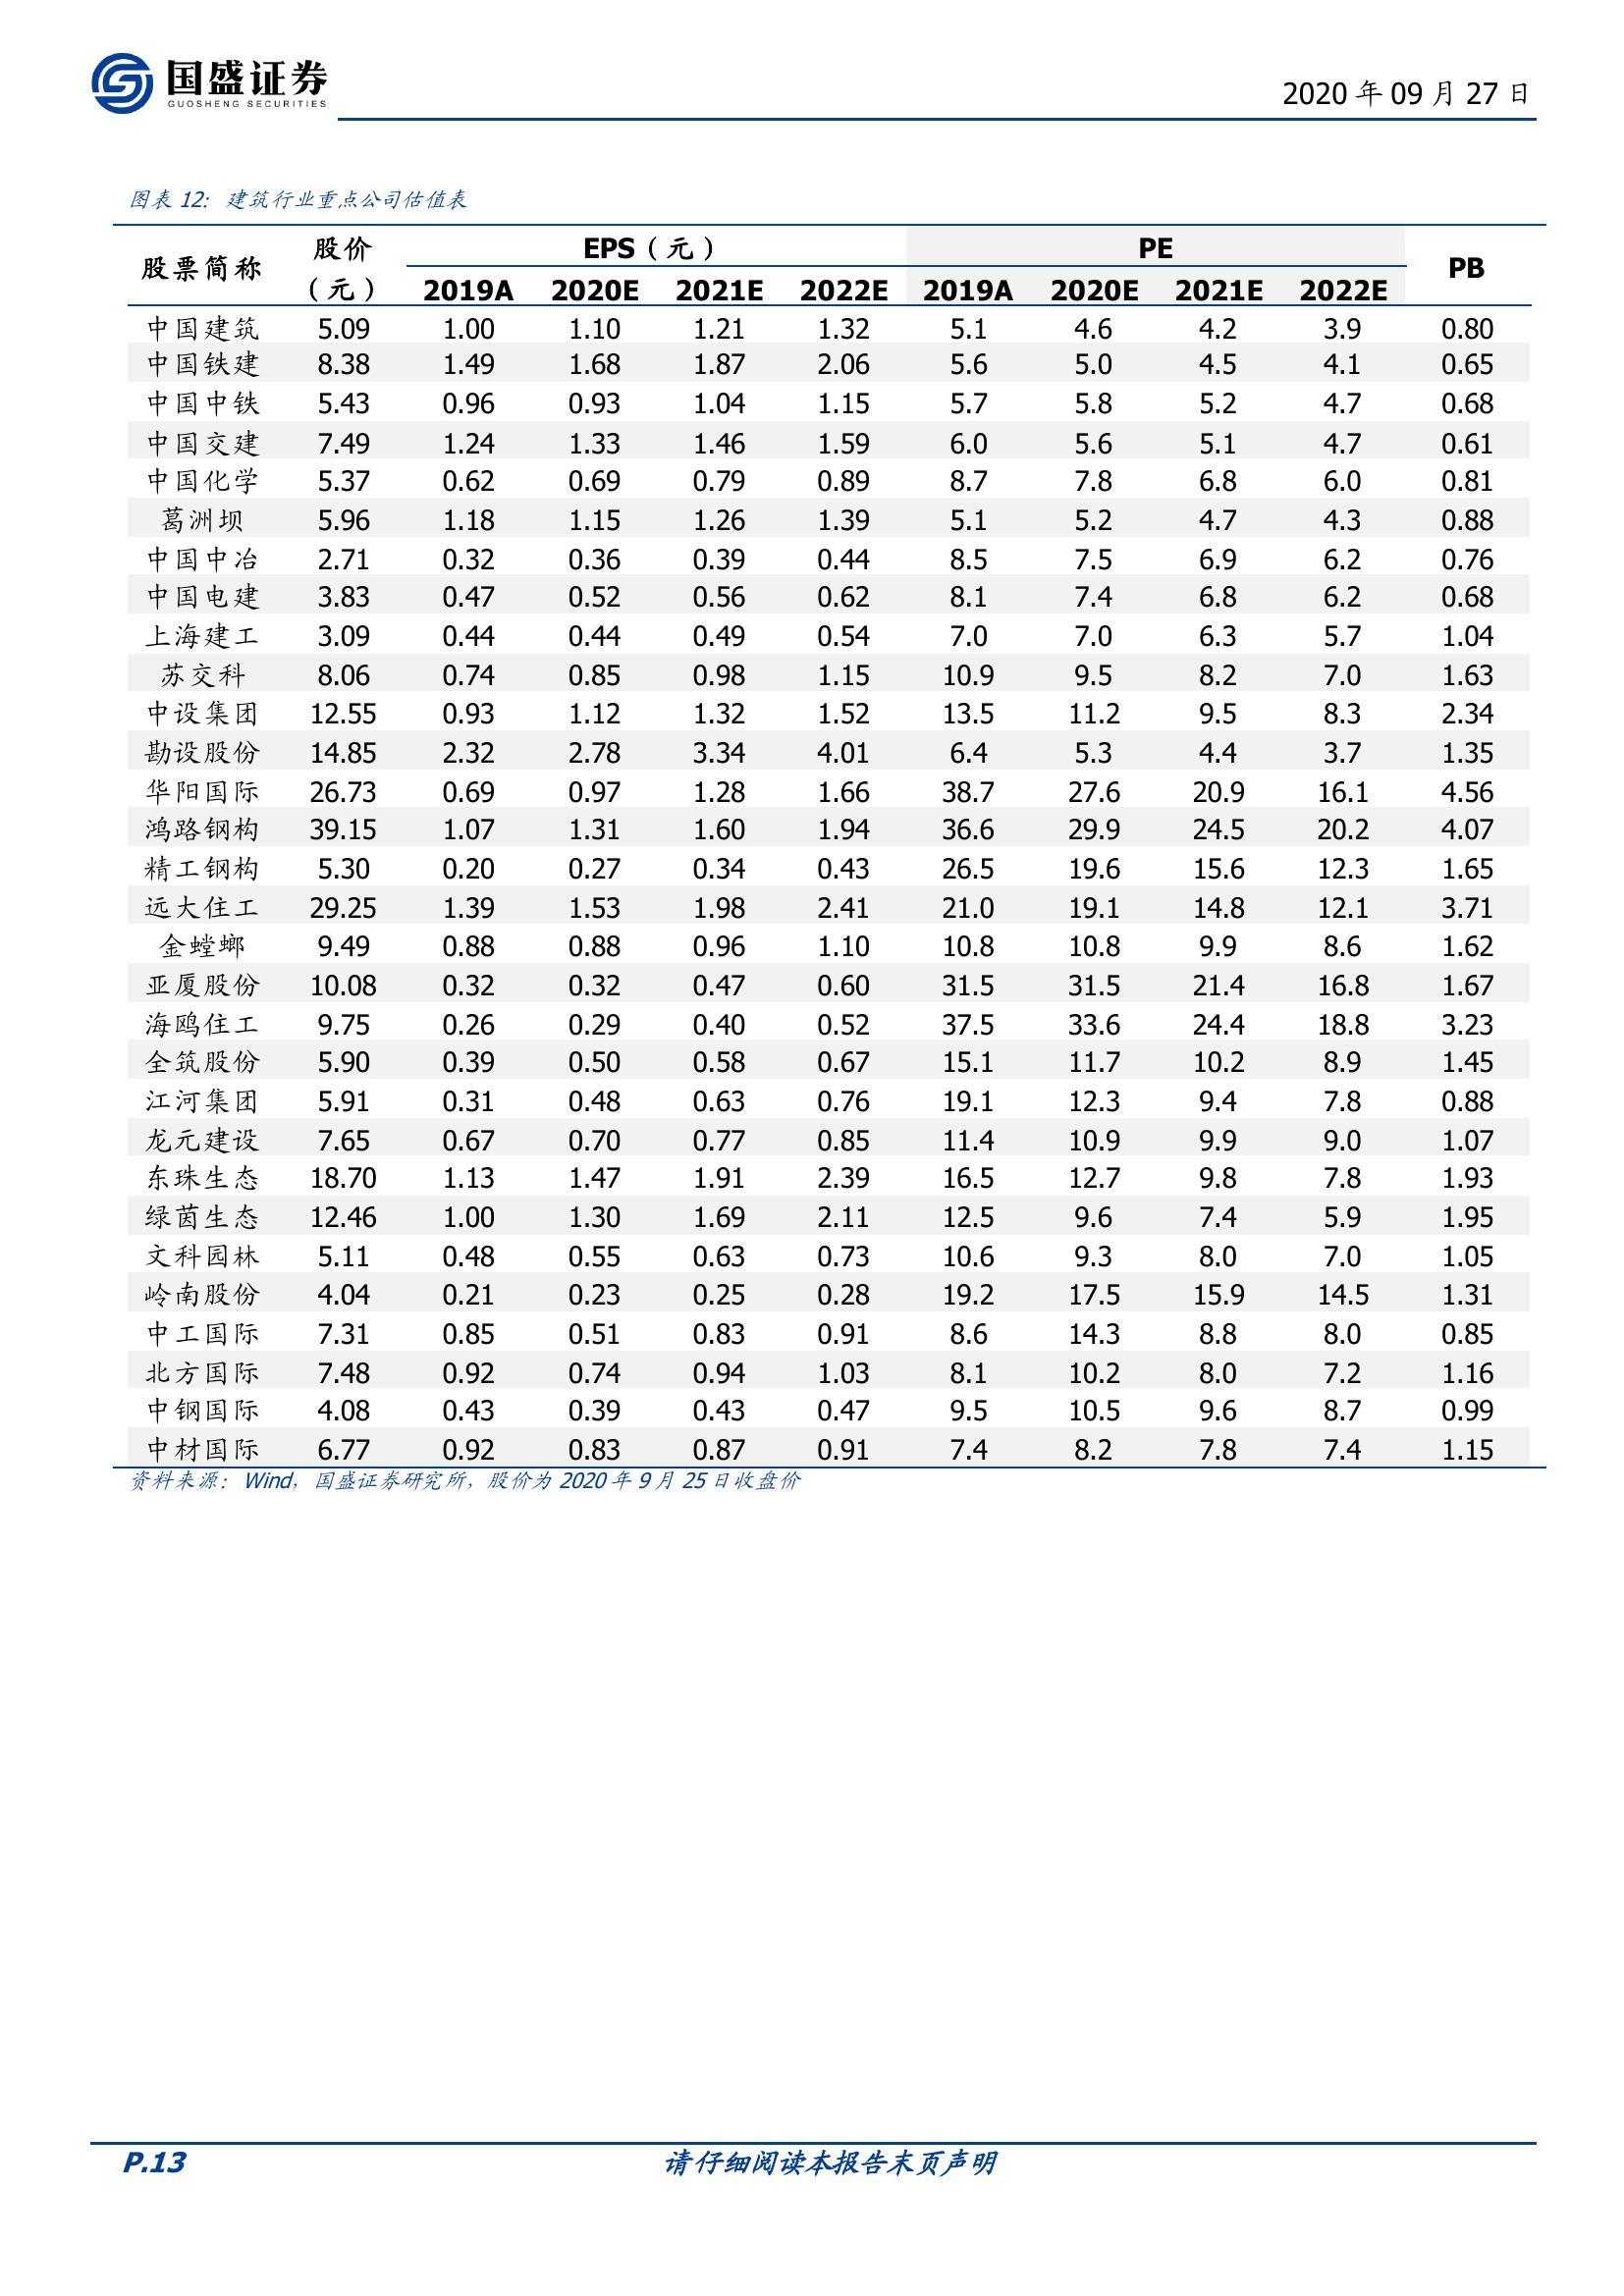 国盛证券
GUOSHENG SECURITIES
2020 年 09 月 27 日
图表 12: 建筑行业重点公司估值表
股票简称 股价（元） EPS（元） PE PB
2019A 2020E 2021E 2022E 2019A 2020E 2021E 2022E
中国建筑 5.09 1.00 1.10 1.21 1.32 5.1 4.6 4.2 3.9 0.80
中国铁建 8.38 1.49 1.68 1.87 2.06 5.6 5.0 4.5 4.1 0.65
中国中铁 5.43 0.96 0.93 1.04 1.15 5.7 5.8 5.2 4.7 0.68
中国交建 7.49 1.24 1.33 1.46 1.59 6.0 5.6 5.1 4.7 0.61
中国化学 5.37 0.62 0.69 0.79 0.89 8.7 7.8 6.8 6.0 0.81
葛洲坝 5.96 1.18 1.15 1.26 1.39 5.1 5.2 4.7 4.3 0.88
中国中冶 2.71 0.32 0.36 0.39 0.44 8.5 7.5 6.9 6.2 0.76
中国电建 3.83 0.47 0.52 0.56 0.62 8.1 7.4 6.8 6.2 0.68
上海建工 3.09 0.44 0.44 0.49 0.54 7.0 7.0 6.3 5.7 1.04
苏交科 8.06 0.74 0.85 0.98 1.15 10.9 9.5 8.2 7.0 1.63
中设集团 12.55 0.93 1.12 1.32 1.52 13.5 11.2 9.5 8.3 2.34
勘设股份 14.85 2.32 2.78 3.34 4.01 6.4 5.3 4.4 3.7 1.35
华阳国际 26.73 0.69 0.97 1.28 1.66 38.7 27.6 20.9 16.1 4.56
鸿路钢构 39.15 1.07 1.31 1.60 1.94 36.6 29.9 24.5 20.2 4.07
精工钢构 5.30 0.20 0.27 0.34 0.43 26.5 19.6 15.6 12.3 1.65
远大住工 29.25 1.39 1.53 1.98 2.41 21.0 19.1 14.8 12.1 3.71
金螳螂 9.49 0.88 0.88 0.96 1.10 10.8 10.8 9.9 8.6 1.62
亚厦股份 10.08 0.32 0.32 0.47 0.60 31.5 31.5 21.4 16.8 1.67
海鸥住工 9.75 0.26 0.29 0.40 0.52 37.5 33.6 24.4 18.8 3.23
全筑股份 5.90 0.39 0.50 0.58 0.67 15.1 11.7 10.2 8.9 1.45
江河集团 5.91 0.31 0.48 0.63 0.76 19.1 12.3 9.4 7.8 0.88
龙元建设 7.65 0.67 0.70 0.77 0.85 11.4 10.9 9.9 9.0 1.07
东珠生态 18.70 1.13 1.47 1.91 2.39 16.5 12.7 9.8 7.8 1.93
绿茵生态 12.46 1.00 1.30 1.69 2.11 12.5 9.6 7.4 5.9 1.95
文科园林 5.11 0.48 0.55 0.63 0.73 10.6 9.3 8.0 7.0 1.05
岭南股份 4.04 0.21 0.23 0.25 0.28 19.2 17.5 15.9 14.5 1.31
中工国际 7.31 0.85 0.51 0.83 0.91 8.6 14.3 8.8 8.0 0.85
北方国际 7.48 0.92 0.74 0.94 1.03 8.1 10.2 8.0 7.2 1.16
中钢国际 4.08 0.43 0.39 0.43 0.47 9.5 10.5 9.6 8.7 0.99
中材国际 6.77 0.92 0.83 0.87 0.91 7.4 8.2 7.8 7.4 1.15
资料来源：Wind，国盛证券研究所，股价为 2020 年 9 月 25 日收盘价
P.13 请仔细阅读本报告末页声明